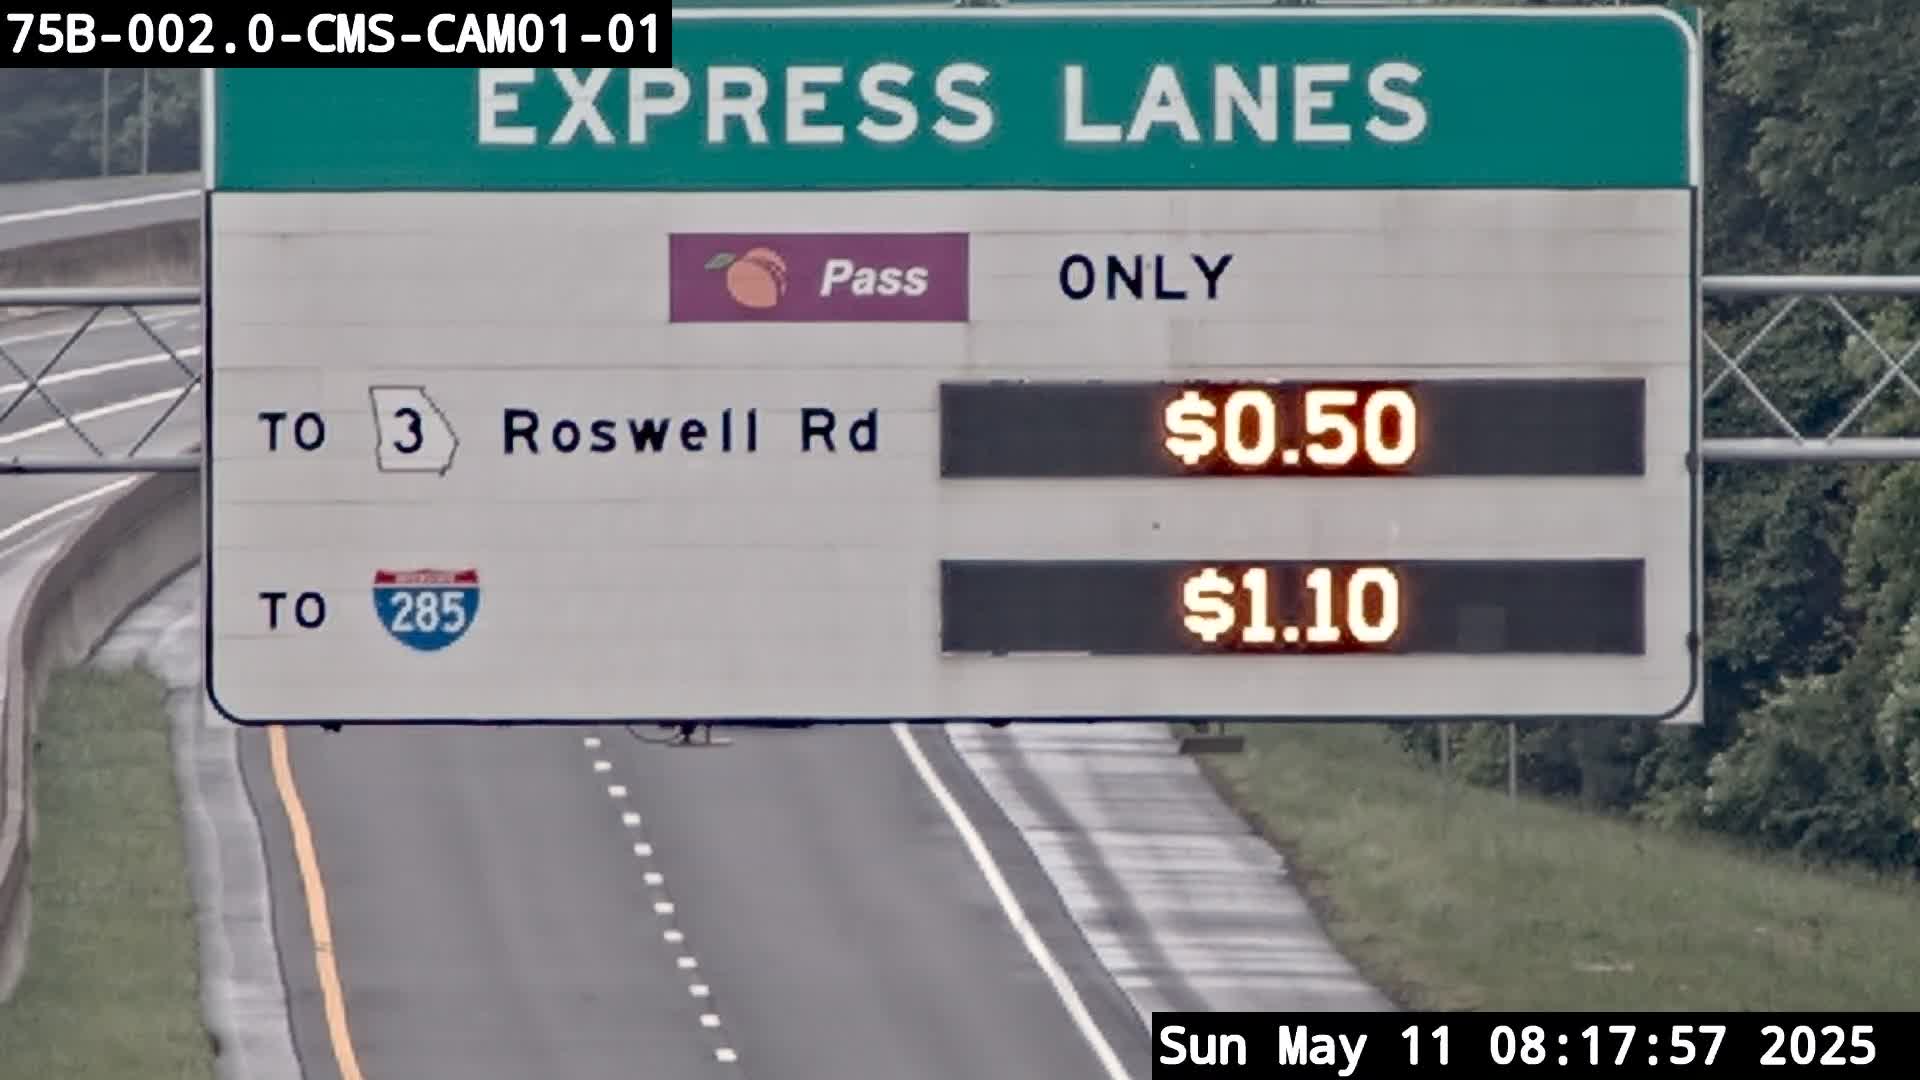 75B-002.0-CMS-CAM01-01
EXPRESS LANES
Pass ONLY
TO 3 Roswell Rd $0.50
TO 285 $1.10
Sun May 11 08:17:57 2025